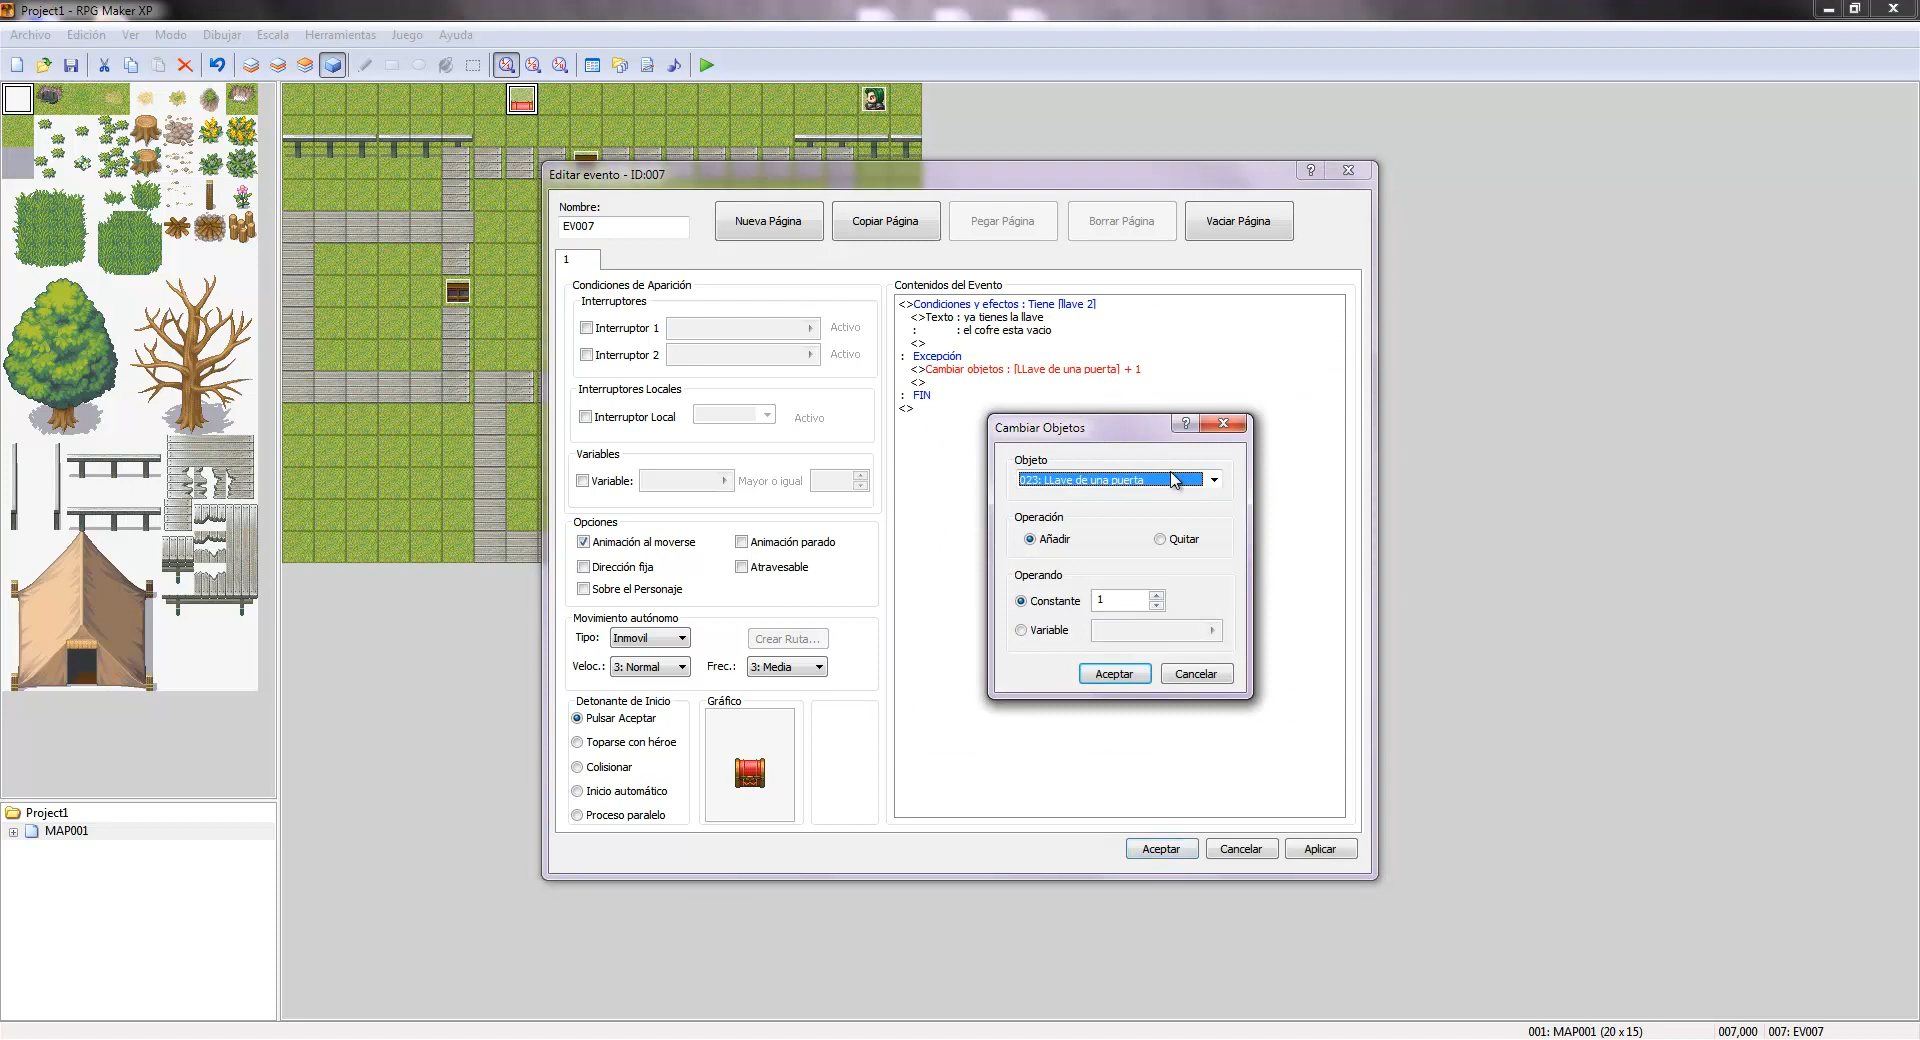 Project1 - RPG Maker XP
Archivo Edición Ver Modo Dibujar Escala Herramientas Juego Ayuda
Editar evento - ID:007
Nombre:
EV007
Nueva Página
Copiar Página
Pegar Página
Borrar Página
Vaciar Página
1
Condiciones de Aparición
Interruptores
Interruptor 1 Activo
Interruptor 2 Activo
Interruptores Locales
Interruptor Local Activo
Variables
Variable: Mayor o igual
Opciones
Animación al moverse Animación parado
Dirección fija Atravesable
Sobre el Personaje
Movimiento autónomo
Tipo: Inmovil Crear Ruta...
Veloc.: 3: Normal Frec.: 3: Media
Detonante de Inicio
Pulsar Aceptar
Toparse con héroe
Colisionar
Inicio automático
Proceso paralelo
Gráfico
Contenidos del Evento
<>Condiciones y efectos : Tiene [llave 2]
<>Texto : ya tienes la llave
: : el cofre esta vacio
<>
: Excepción
<>Cambiar objetos : [LLave de una puerta] + 1
<>
: FIN
<>
Cambiar Objetos
Objeto
023: LLave de una puerta
Operación
Añadir Quitar
Operando
Constante 1
Variable
Aceptar Cancelar
Aceptar Cancelar Aplicar
Project1
MAP001
001: MAP001 (20 x 15) 007,000 007: EV007